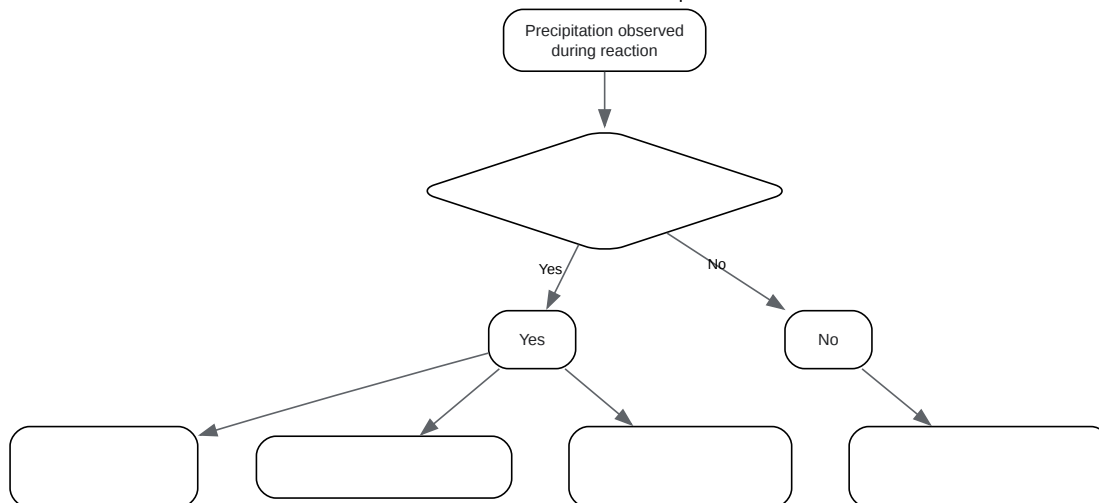 Precipitation observed
during reaction
Yes
No
Yes
No